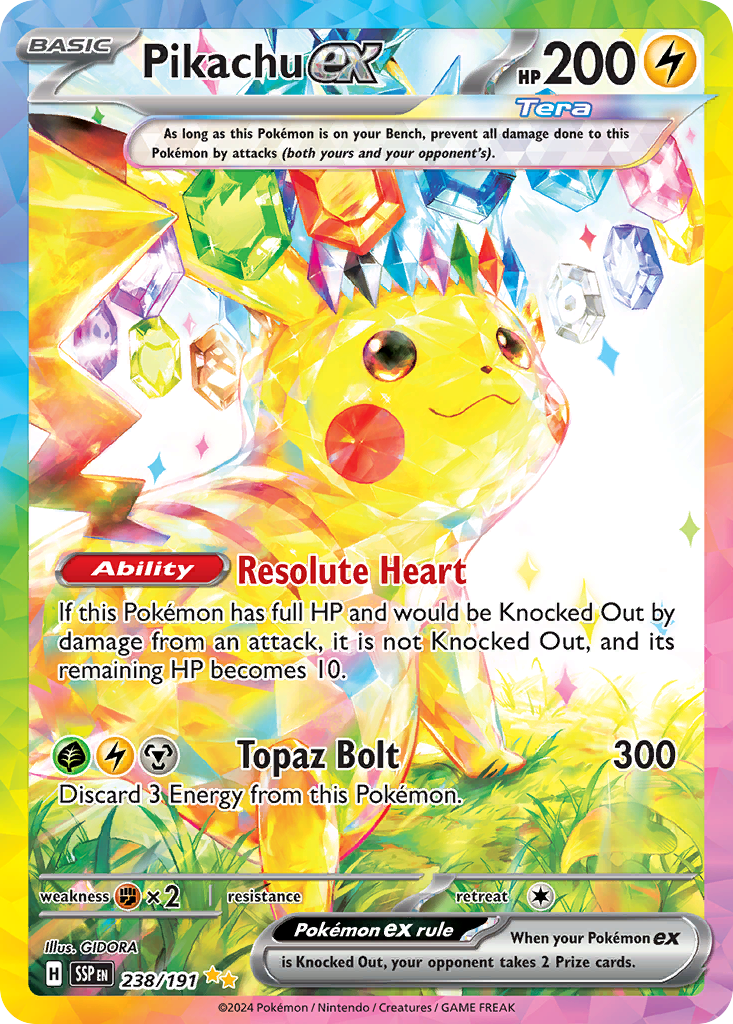 BASIC Pikachu ex HP 200
Tera
As long as this Pokémon is on your Bench, prevent all damage done to this
Pokémon by attacks (both yours and your opponent's).
Ability Resolute Heart
If this Pokémon has full HP and would be Knocked Out by
damage from an attack, it is not Knocked Out, and its
remaining HP becomes 10.
Topaz Bolt 300
Discard 3 Energy from this Pokémon.
weakness ×2 resistance retreat
Illus. GIDORA
Pokémon ex rule When your Pokémon ex
is Knocked Out, your opponent takes 2 Prize cards.
H SSP EN 238/191
©2024 Pokémon / Nintendo / Creatures / GAME FREAK